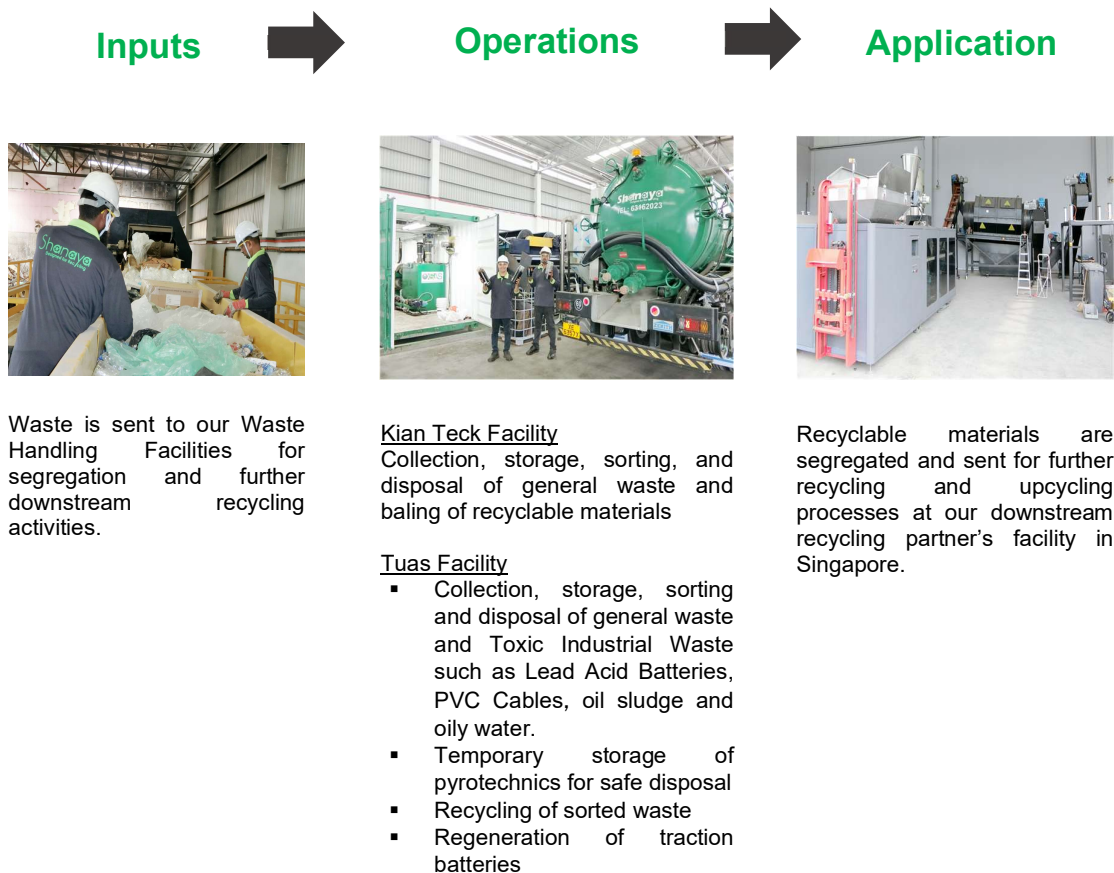 Inputs
Operations
Application
Shanaya
Designed for Recycling
Shanaya
TEL: 63162023
Waste is sent to our Waste
Handling Facilities for
segregation and further
downstream recycling
activities.
Kian Teck Facility
Collection, storage, sorting, and
disposal of general waste and
baling of recyclable materials
Tuas Facility
▪ Collection, storage, sorting
and disposal of general waste
and Toxic Industrial Waste
such as Lead Acid Batteries,
PVC Cables, oil sludge and
oily water.
▪ Temporary storage of
pyrotechnics for safe disposal
▪ Recycling of sorted waste
▪ Regeneration of traction
batteries
Recyclable materials are
segregated and sent for further
recycling and upcycling
processes at our downstream
recycling partner’s facility in
Singapore.